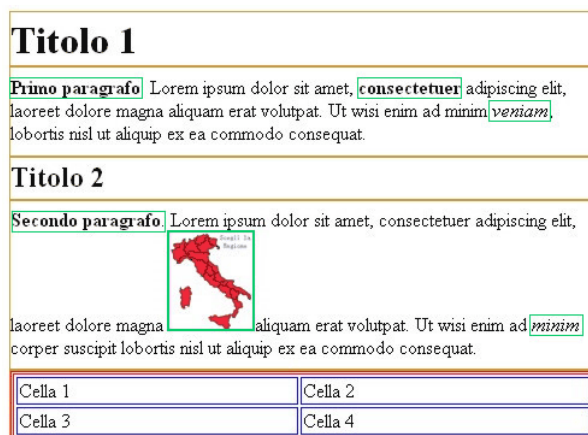 Titolo 1
Primo paragrafo. Lorem ipsum dolor sit amet, consectetuer adipiscing elit,
laoreet dolore magna aliquam erat volutpat. Ut wisi enim ad minim veniam,
lobortis nisl ut aliquip ex ea commodo consequat.
Titolo 2
Secondo paragrafo. Lorem ipsum dolor sit amet, consectetuer adipiscing elit,
Scegli la
Regione
laoreet dolore magna aliquam erat volutpat. Ut wisi enim ad minim
corper suscipit lobortis nisl ut aliquip ex ea commodo consequat.
Cella 1 Cella 2
Cella 3 Cella 4